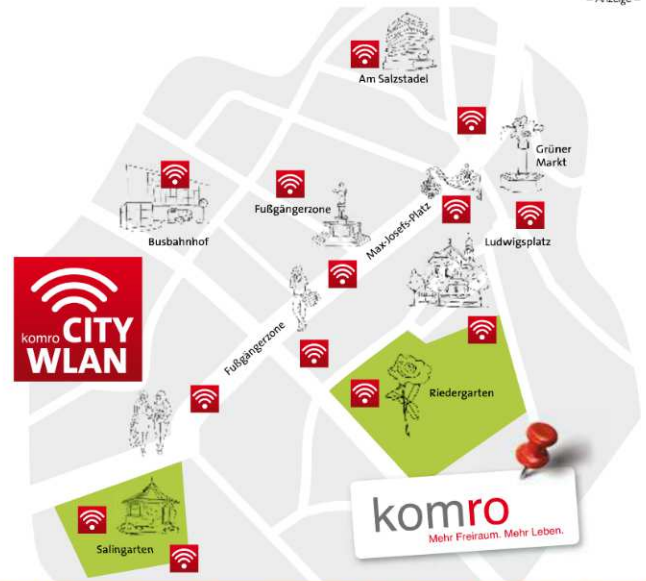 – Anzeige –
Am Salzstadel
Grüner
Markt
Fußgängerzone
Max-Josefs-Platz
Busbahnhof
Ludwigsplatz
komro CITY
WLAN
Fußgängerzone
Riedergarten
komro
Mehr Freiraum. Mehr Leben.
Salingarten